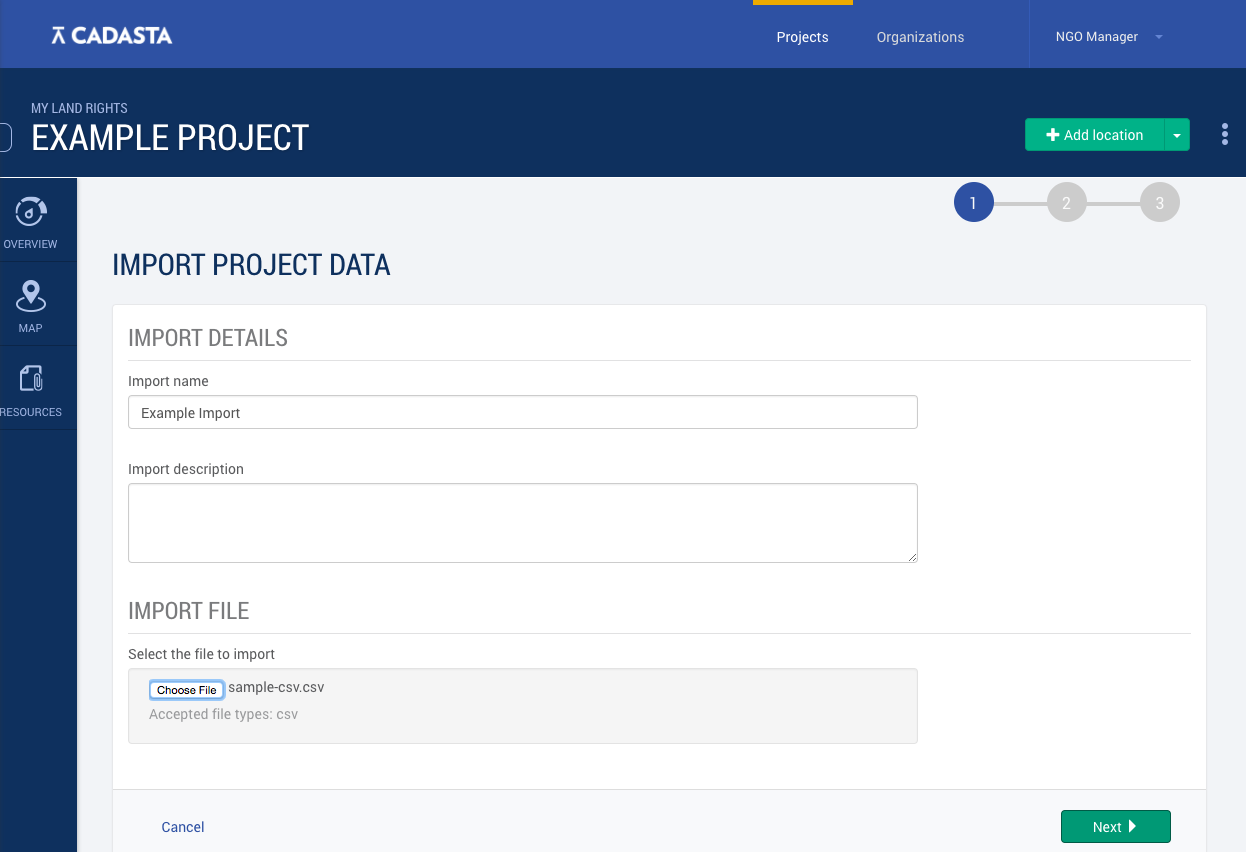 CADASTA
Projects
Organizations
NGO Manager
MY LAND RIGHTS
EXAMPLE PROJECT
Add location
1
2
3
OVERVIEW
MAP
RESOURCES
IMPORT PROJECT DATA
IMPORT DETAILS
Import name
Example Import
Import description
IMPORT FILE
Select the file to import
Choose File sample-csv.csv
Accepted file types: csv
Cancel
Next